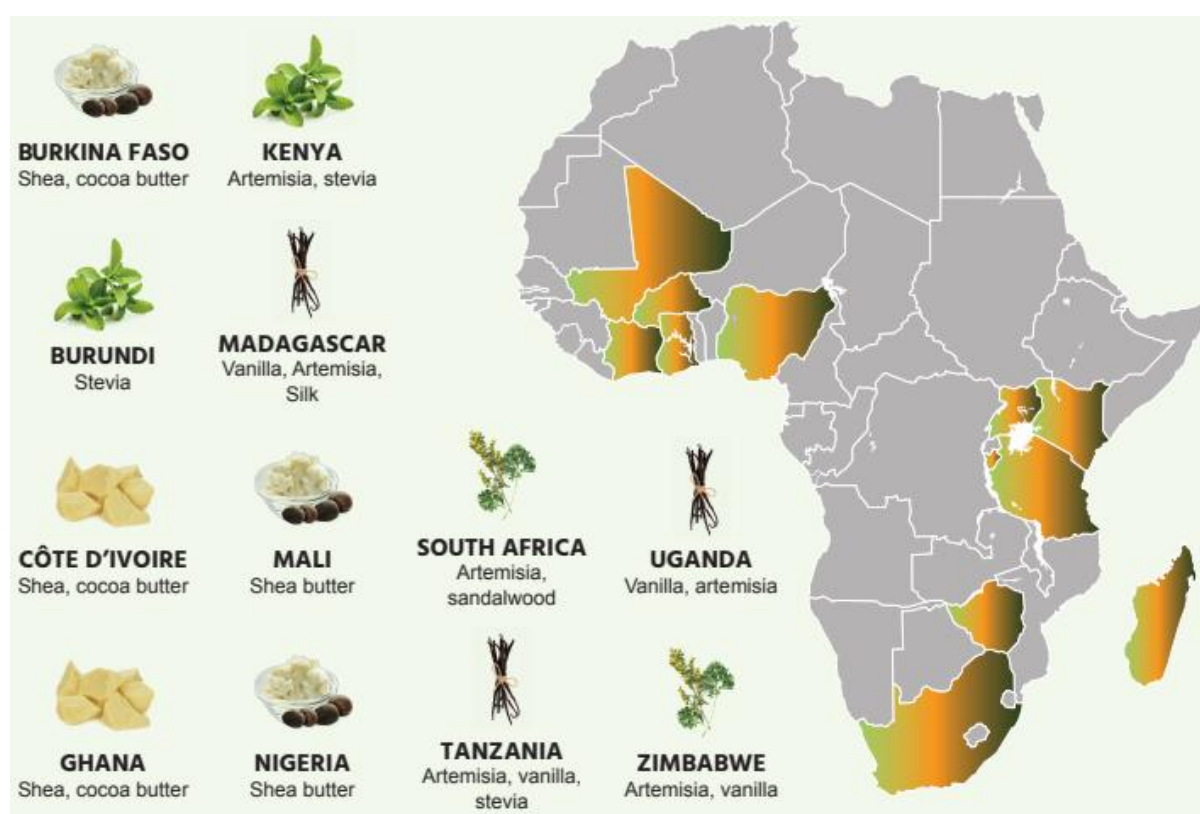 BURKINA FASO
Shea, cocoa butter
KENYA
Artemisia, stevia
BURUNDI
Stevia
MADAGASCAR
Vanilla, Artemisia,
Silk
CÔTE D'IVOIRE
Shea, cocoa butter
MALI
Shea butter
SOUTH AFRICA
Artemisia,
sandalwood
UGANDA
Vanilla, artemisia
GHANA
Shea, cocoa butter
NIGERIA
Shea butter
TANZANIA
Artemisia, vanilla,
stevia
ZIMBABWE
Artemisia, vanilla